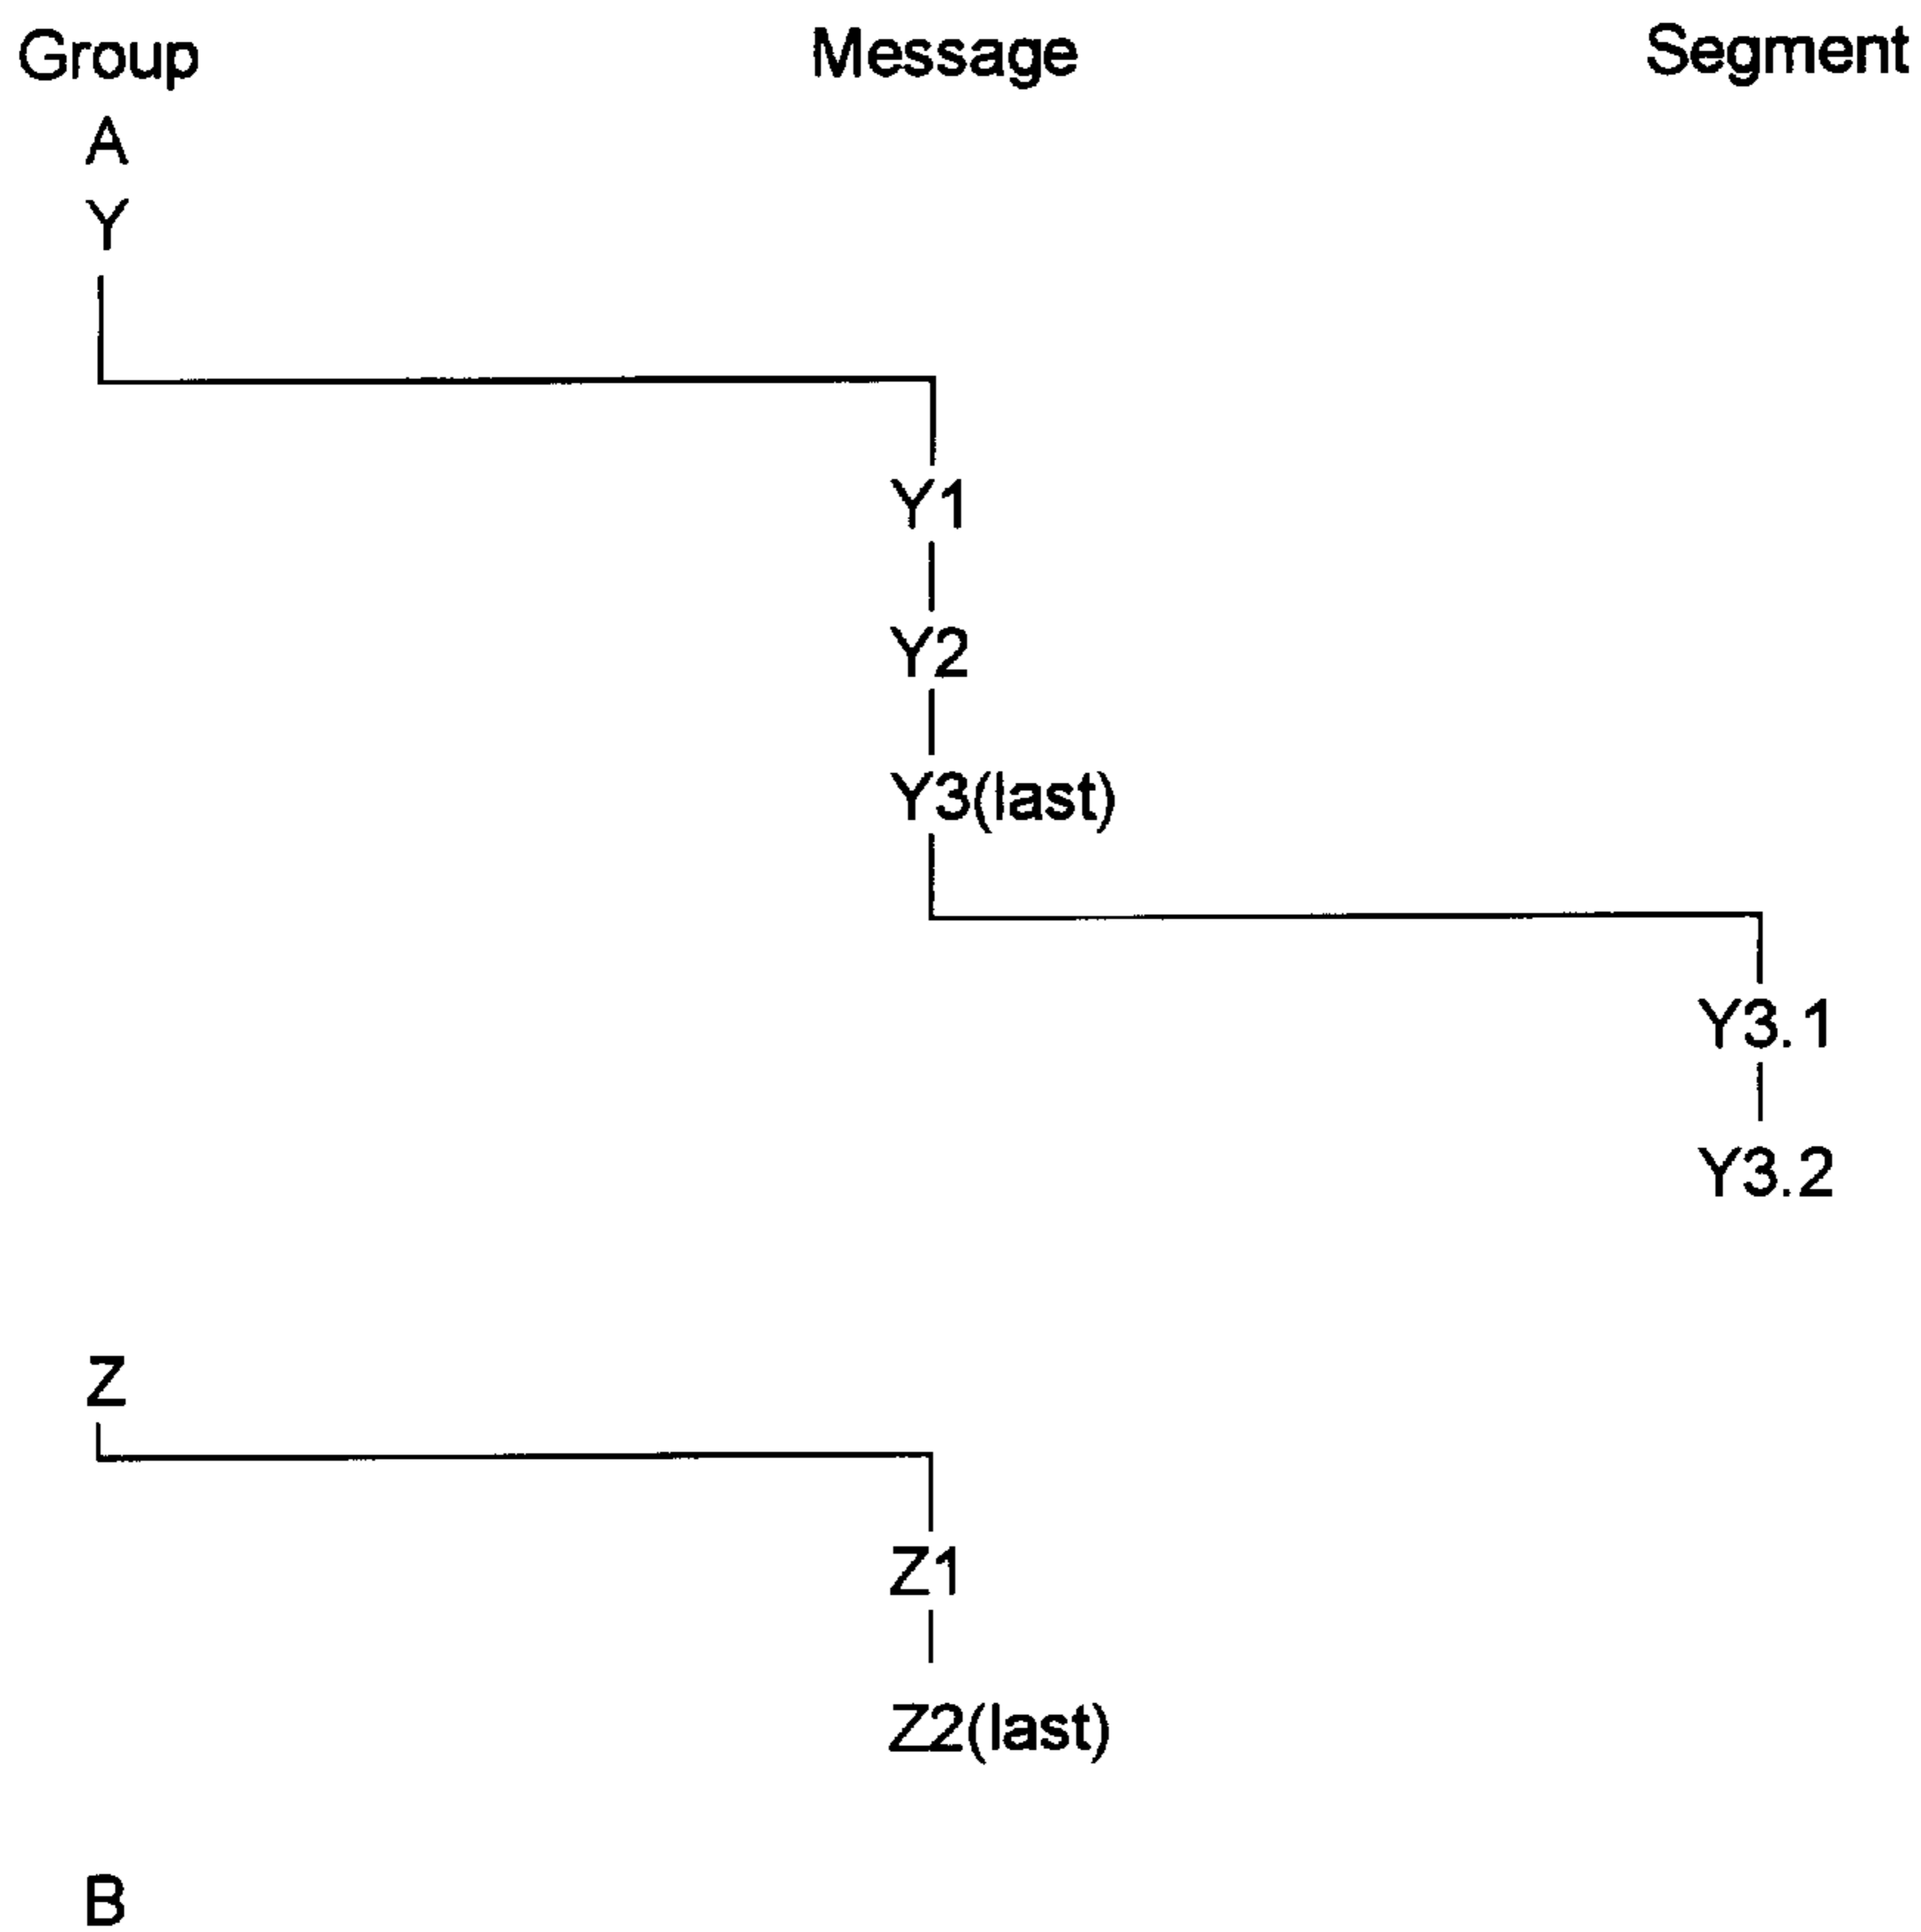 Group Message Segment
A
Y
Y1
Y2
Y3(last)
Y3.1
Y3.2
Z
Z1
Z2(last)
B